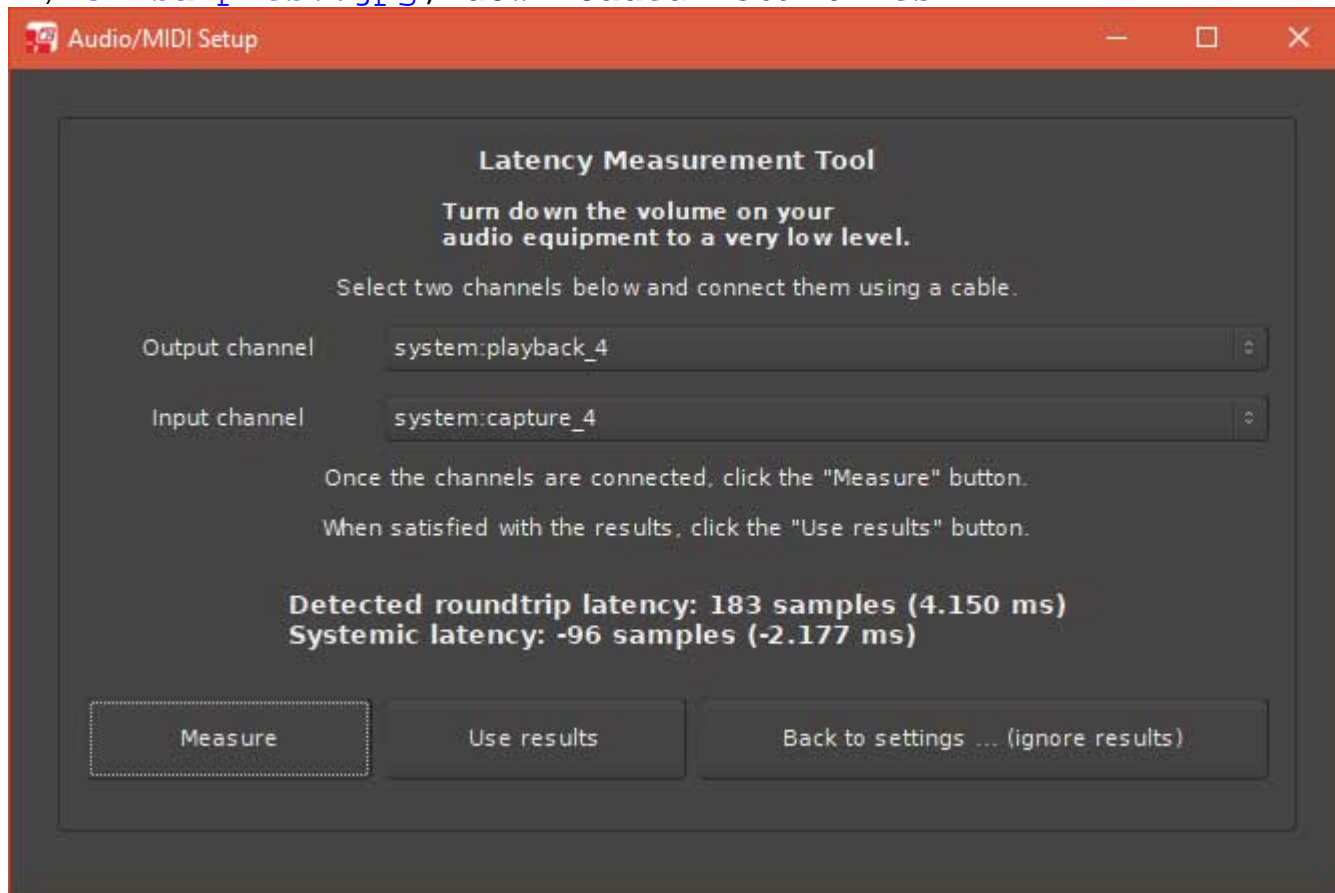 Audio/MIDI Setup
Latency Measurement Tool
Turn down the volume on your
audio equipment to a very low level.
Select two channels below and connect them using a cable.
Output channel system:playback_4
Input channel system:capture_4
Once the channels are connected, click the "Measure" button.
When satisfied with the results, click the "Use results" button.
Detected roundtrip latency: 183 samples (4.150 ms)
Systemic latency: -96 samples (-2.177 ms)
Measure Use results Back to settings ... (ignore results)